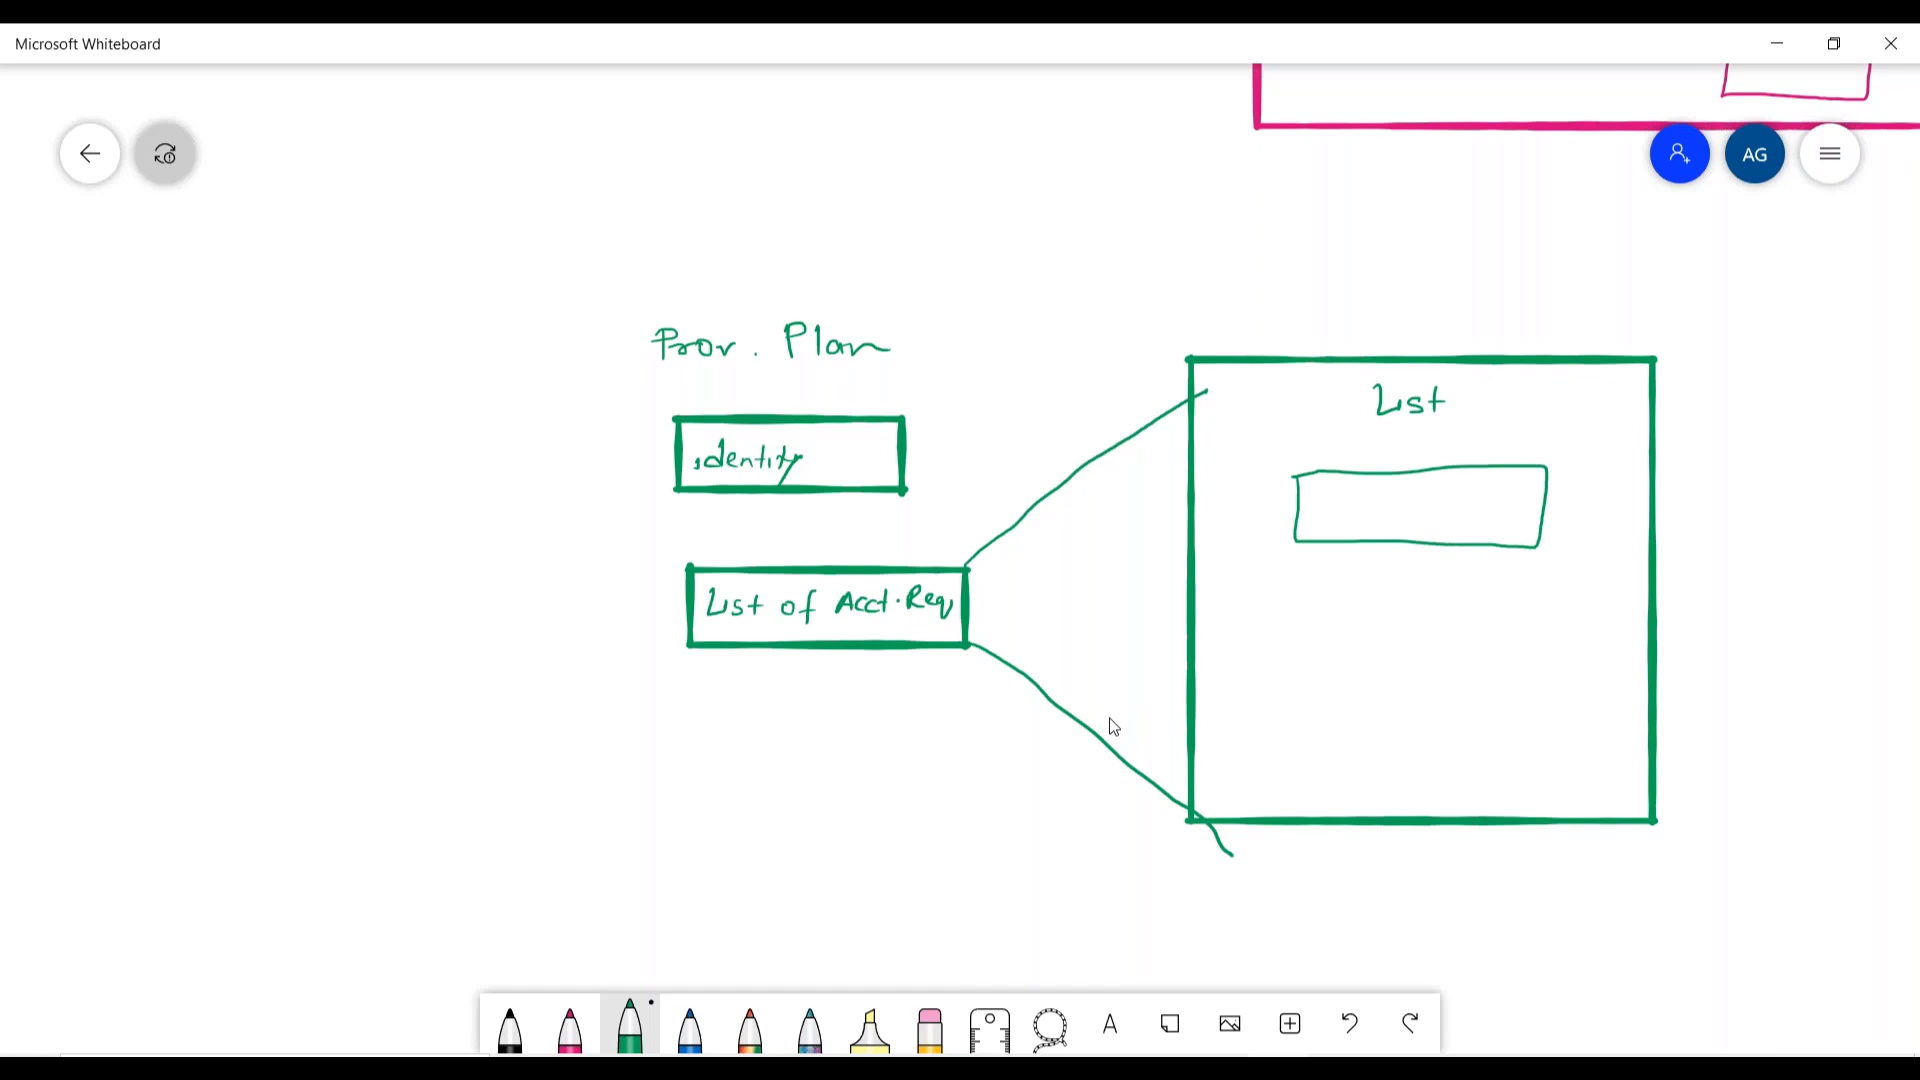 Microsoft Whiteboard
AG
Prov. Plan
List
identity
List of Acct.Req
A